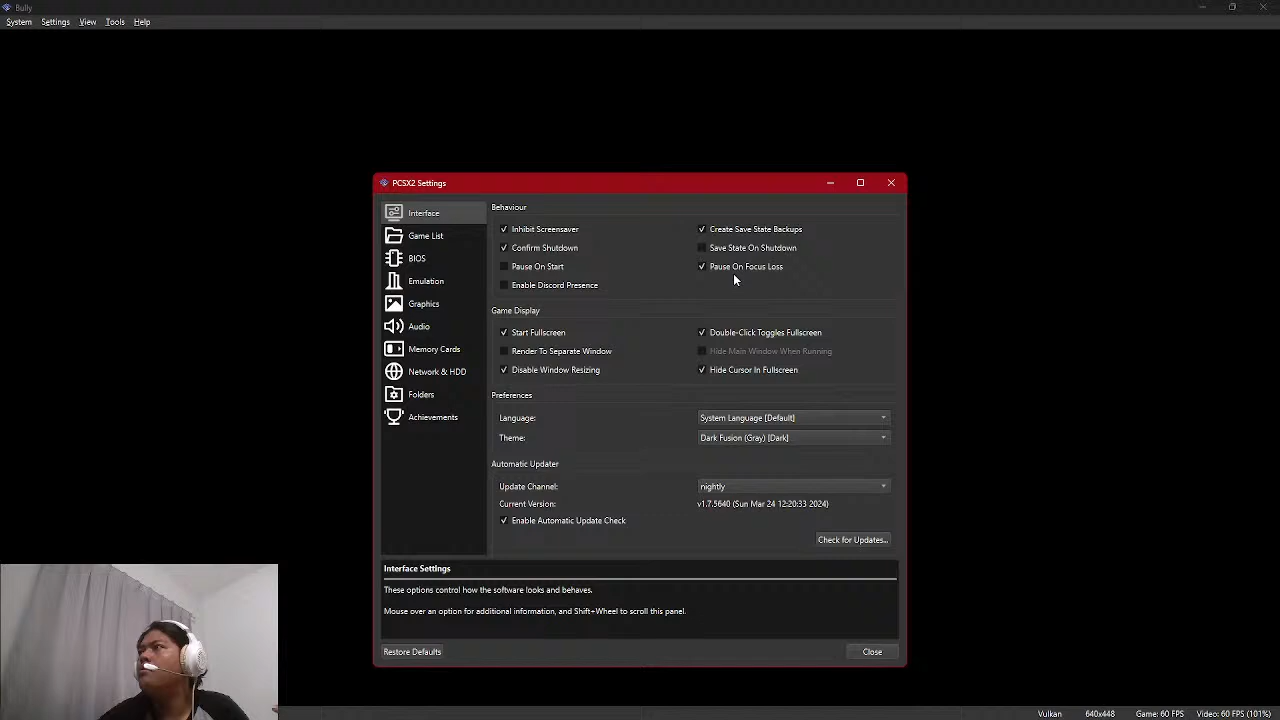 Bully
System Settings View Tools Help
PCSX2 Settings
Interface
Game List
BIOS
Emulation
Graphics
Audio
Memory Cards
Network & HDD
Folders
Achievements
Behaviour
Inhibit Screensaver
Create Save State Backups
Confirm Shutdown
Save State On Shutdown
Pause On Start
Pause On Focus Loss
Enable Discord Presence
Game Display
Start Fullscreen
Double-Click Toggles Fullscreen
Render To Separate Window
Hide Main Window When Running
Disable Window Resizing
Hide Cursor In Fullscreen
Preferences
Language: System Language [Default]
Theme: Dark Fusion (Gray) [Dark]
Automatic Updater
Update Channel: nightly
Current Version: v1.7.5640 (Sun Mar 24 12:20:33 2024)
Enable Automatic Update Check
Check for Updates...
Interface Settings
These options control how the software looks and behaves.
Mouse over an option for additional information, and Shift+Wheel to scroll this panel.
Restore Defaults
Close
Vulkan 640x448 Game: 60 FPS Video: 60 FPS (101%)